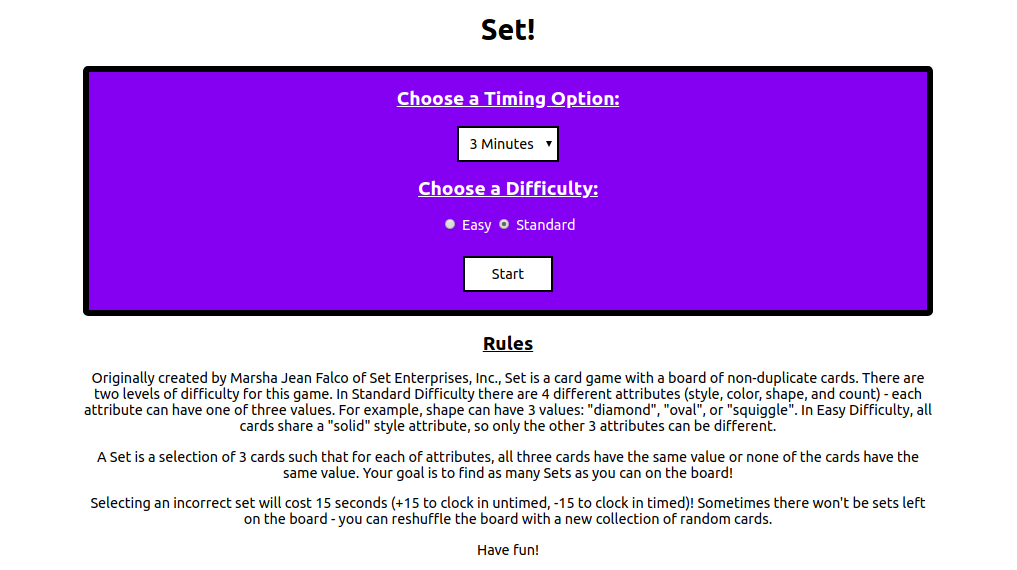 Set!
Choose a Timing Option:
3 Minutes
Choose a Difficulty:
Easy Standard
Start
Rules
Originally created by Marsha Jean Falco of Set Enterprises, Inc., Set is a card game with a board of non-duplicate cards. There are
two levels of difficulty for this game. In Standard Difficulty there are 4 different attributes (style, color, shape, and count) - each
attribute can have one of three values. For example, shape can have 3 values: "diamond", "oval", or "squiggle". In Easy Difficulty, all
cards share a "solid" style attribute, so only the other 3 attributes can be different.
A Set is a selection of 3 cards such that for each of attributes, all three cards have the same value or none of the cards have the
same value. Your goal is to find as many Sets as you can on the board!
Selecting an incorrect set will cost 15 seconds (+15 to clock in untimed, -15 to clock in timed)! Sometimes there won't be sets left
on the board - you can reshuffle the board with a new collection of random cards.
Have fun!